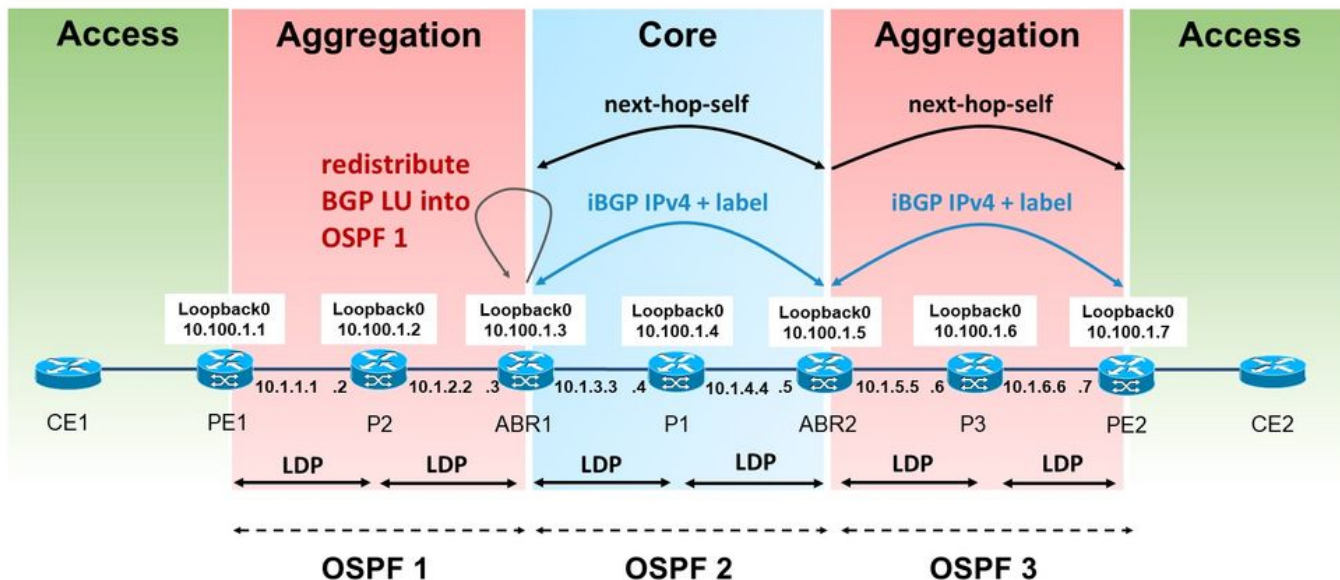 Access
Aggregation
Core
Aggregation
Access
next-hop-self
next-hop-self
redistribute
BGP LU into
OSPF 1
iBGP IPv4 + label
iBGP IPv4 + label
Loopback0
10.100.1.1
Loopback0
10.100.1.2
Loopback0
10.100.1.3
Loopback0
10.100.1.4
Loopback0
10.100.1.5
Loopback0
10.100.1.6
Loopback0
10.100.1.7
10.1.1.1 .2
10.1.2.2 .3
10.1.3.3 .4
10.1.4.4 .5
10.1.5.5 .6
10.1.6.6 .7
CE1
PE1
P2
ABR1
P1
ABR2
P3
PE2
CE2
LDP
LDP
LDP
LDP
LDP
LDP
OSPF 1
OSPF 2
OSPF 3